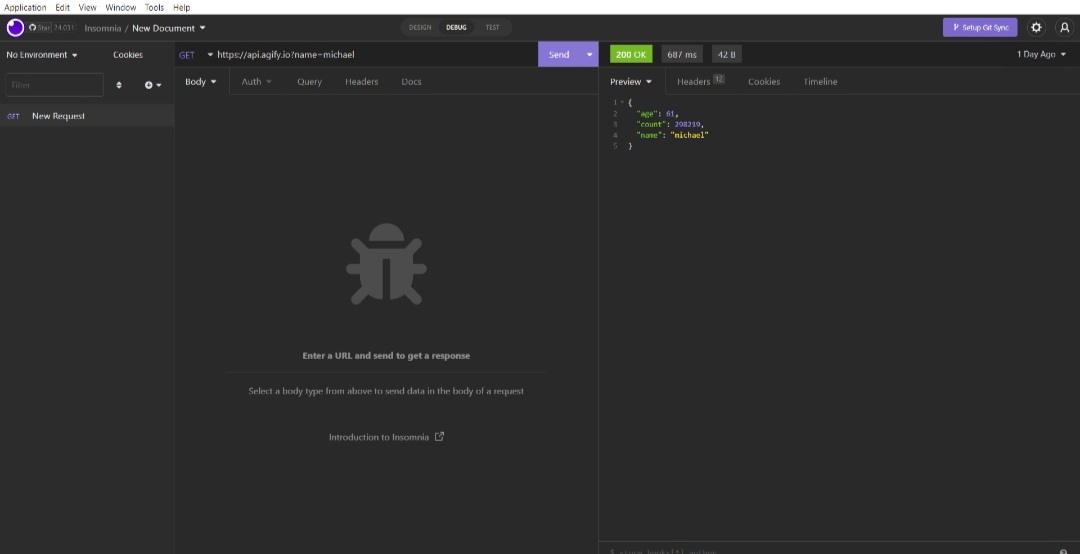 Application Edit View Window Tools Help
Star 24,031 Insomnia / New Document DESIGN DEBUG TEST Setup Git Sync
No Environment Cookies GET https://api.agify.io?name=michael Send 200 OK 687 ms 42 B 1 Day Ago
Filter Body Auth Query Headers Docs Preview Headers 12 Cookies Timeline
GET New Request
1 {
2 "age": 61,
3 "count": 298219,
4 "name": "michael"
5 }
Enter a URL and send to get a response
Select a body type from above to send data in the body of a request
Introduction to Insomnia